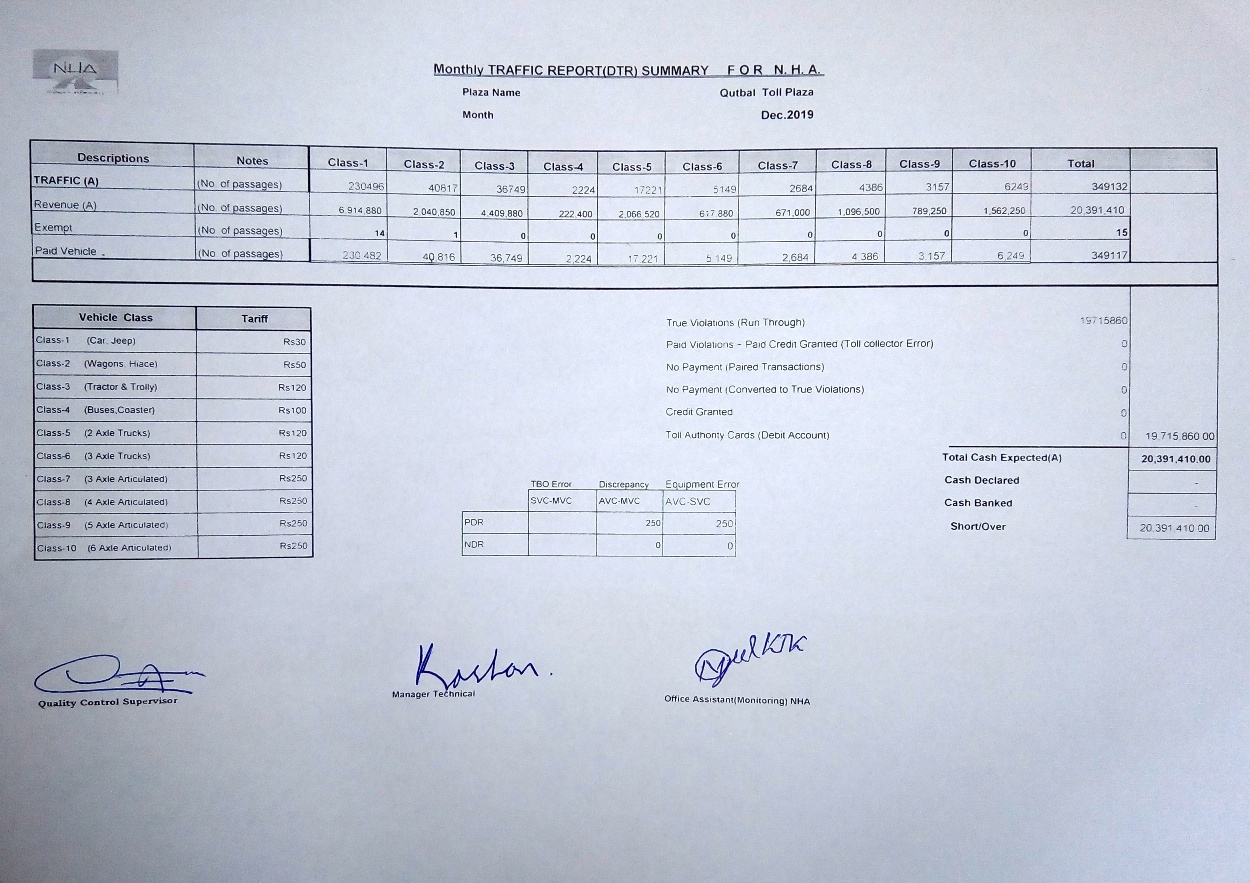 NHA
Monthly TRAFFIC REPORT(DTR) SUMMARY F O R N. H. A.
Plaza Name Qutbal Toll Plaza
Month Dec.2019
Descriptions Notes Class-1 Class-2 Class-3 Class-4 Class-5 Class-6 Class-7 Class-8 Class-9 Class-10 Total
TRAFFIC (A) (No. of passages) 230496 40817 36749 2224 17221 5149 2684 4386 3157 6249 349132
Revenue (A) (No. of passages) 6,914,880 2,040,850 4,409,880 222,400 2,066,520 617,880 671,000 1,096,500 789,250 1,562,250 20,391,410
Exempt (No. of passages) 14 1 0 0 0 0 0 0 0 0 15
Paid Vehicle . (No. of passages) 230,482 40,816 36,749 2,224 17,221 5,149 2,684 4,386 3,157 6,249 349117
Vehicle Class Tariff
Class-1 (Car, Jeep) Rs30
Class-2 (Wagons, Hiace) Rs50
Class-3 (Tractor & Trolly) Rs120
Class-4 (Buses,Coaster) Rs100
Class-5 (2 Axle Trucks) Rs120
Class-6 (3 Axle Trucks) Rs120
Class-7 (3 Axle Articulated) Rs250
Class-8 (4 Axle Articulated) Rs250
Class-9 (5 Axle Articulated) Rs250
Class-10 (6 Axle Articulated) Rs250
True Violations (Run Through) 19715860
Paid Violations - Paid Credit Granted (Toll collector Error) 0
No Payment (Paired Transactions) 0
No Payment (Converted to True Violations) 0
Credit Granted 0
Toll Authority Cards (Debit Account) 0 19,715,860.00
Total Cash Expected(A) 20,391,410.00
Cash Declared -
Cash Banked -
Short/Over 20,391,410.00
TBO Error Discrepancy Equipment Error
SVC-MVC AVC-MVC AVC-SVC
PDR 250 250
NDR 0 0
Quality Control Supervisor
Manager Technical
Office Assistant(Monitoring) NHA